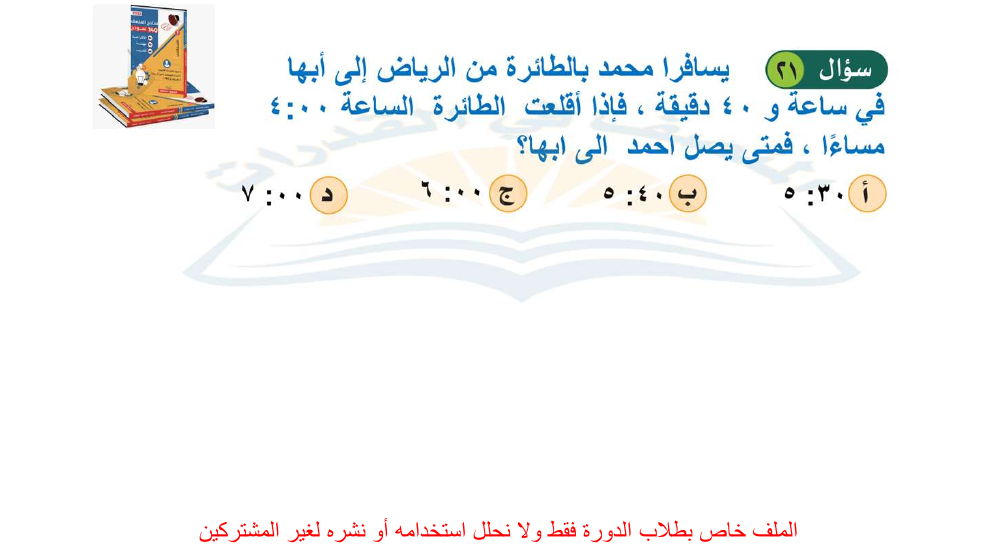 سؤال ٢١ يسافرا محمد بالطائرة من الرياض إلى أبها
في ساعة و ٤٠ دقيقة ، فإذا أقلعت الطائرة الساعة ٤:٠٠
مساءًا ، فمتى يصل احمد الى ابها؟
أ ٥:٣٠ ب ٥:٤٠ ج ٦:٠٠ د ٧:٠٠
الملف خاص بطلاب الدورة فقط ولا نحلل استخدامه أو نشره لغير المشتركين